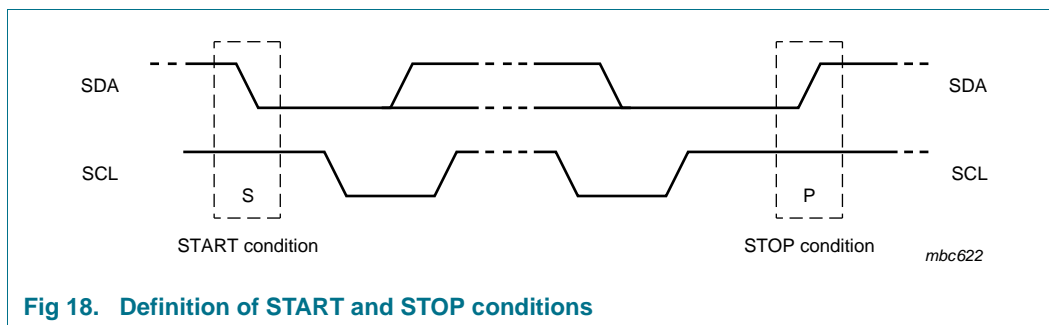 SDA SDA
SCL SCL
S P
START condition STOP condition
mbc622
Fig 18. Definition of START and STOP conditions